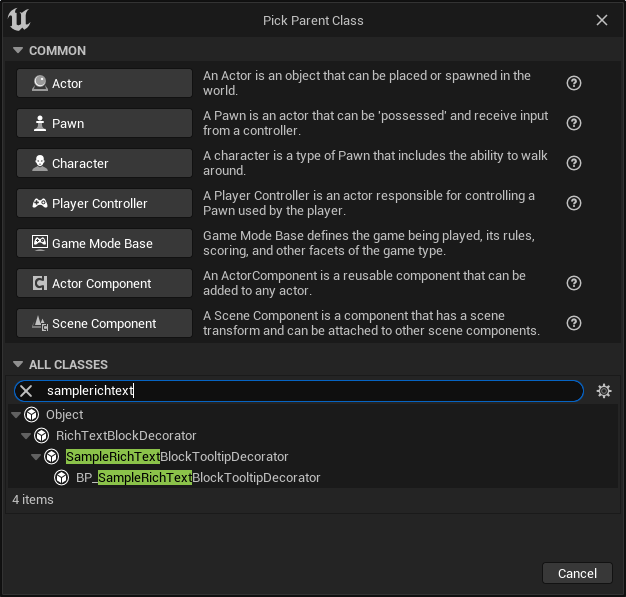 Pick Parent Class
COMMON
Actor
An Actor is an object that can be placed or spawned in the
world.
Pawn
A Pawn is an actor that can be 'possessed' and receive input
from a controller.
Character
A character is a type of Pawn that includes the ability to walk
around.
Player Controller
A Player Controller is an actor responsible for controlling a
Pawn used by the player.
Game Mode Base
Game Mode Base defines the game being played, its rules,
scoring, and other facets of the game type.
Actor Component
An ActorComponent is a reusable component that can be
added to any actor.
Scene Component
A Scene Component is a component that has a scene
transform and can be attached to other scene components.
ALL CLASSES
samplerichtext
Object
RichTextBlockDecorator
SampleRichTextBlockTooltipDecorator
BP_SampleRichTextBlockTooltipDecorator
4 items
Cancel